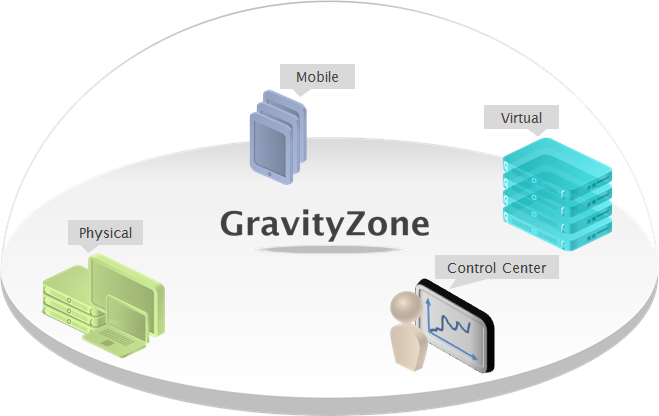 Mobile
Virtual
GravityZone
Physical
Control Center